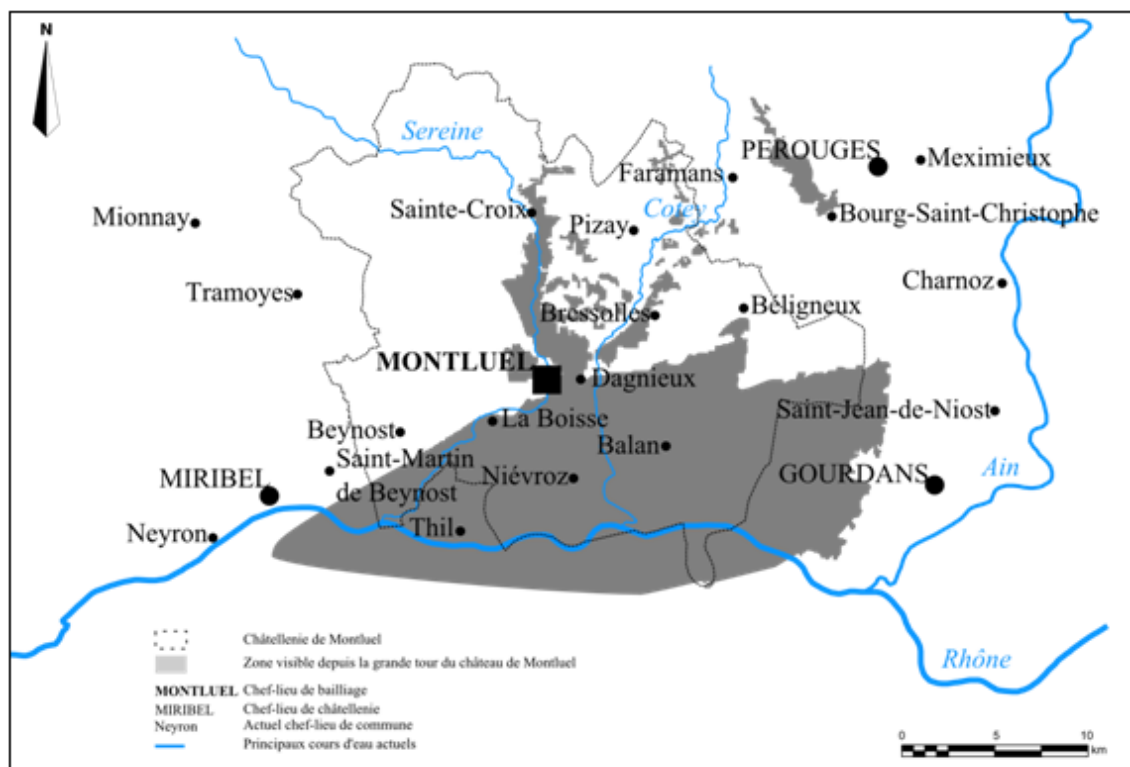 N
Sereine
PEROUGES
Meximieux
Faramans
Mionnay
Sainte-Croix
Cotey
Pizay
Bourg-Saint-Christophe
Tramoyes
Charnoz
Bressolles
Béligneux
MONTLUEL
Dagnieux
La Boisse
Saint-Jean-de-Niost
Beynost
Balan
Saint-Martin
de Beynost
MIRIBEL
Niévroz
GOURDANS
Ain
Neyron
Thil
Rhône
Châtellenie de Montluel
Zone visible depuis la grande tour du château de Montluel
MONTLUEL Chef-lieu de bailliage
MIRIBEL Chef-lieu de châtellenie
Neyron Actuel chef-lieu de commune
Principaux cours d'eau actuels
0 5 10
km